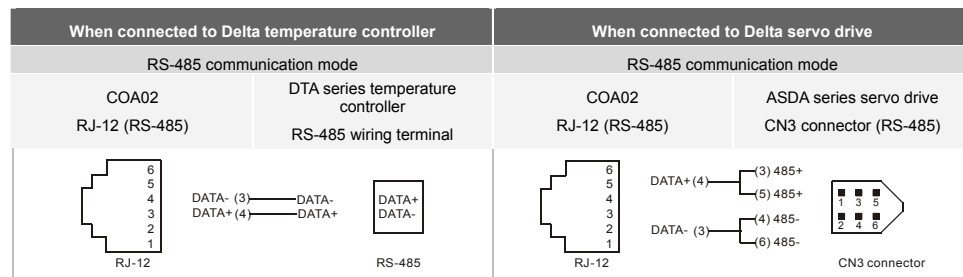 When connected to Delta temperature controller
When connected to Delta servo drive
RS-485 communication mode
RS-485 communication mode
COA02
RJ-12 (RS-485)
DTA series temperature
controller
RS-485 wiring terminal
COA02
RJ-12 (RS-485)
ASDA series servo drive
CN3 connector (RS-485)
6
5
4
3
2
1
RJ-12
DATA- (3) DATA-
DATA+ (4) DATA+
DATA+
DATA-
RS-485
6
5
4
3
2
1
RJ-12
DATA+ (4)
(3) 485+
(5) 485+
DATA- (3)
(4) 485-
(6) 485-
1 3 5
2 4 6
CN3 connector